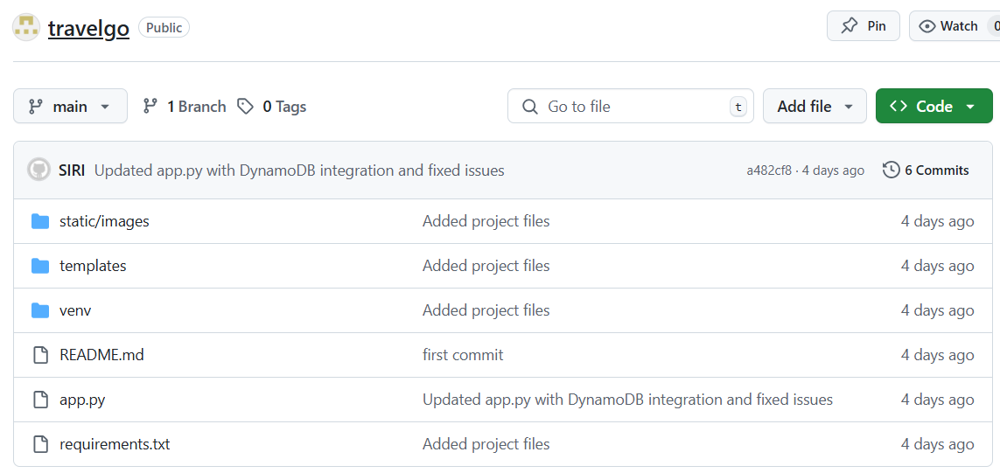 travelgo Public Pin Watch 0
main 1 Branch 0 Tags Go to file t Add file Code
SIRI Updated app.py with DynamoDB integration and fixed issues a482cf8 · 4 days ago 6 Commits
static/images Added project files 4 days ago
templates Added project files 4 days ago
venv Added project files 4 days ago
README.md first commit 4 days ago
app.py Updated app.py with DynamoDB integration and fixed issues 4 days ago
requirements.txt Added project files 4 days ago